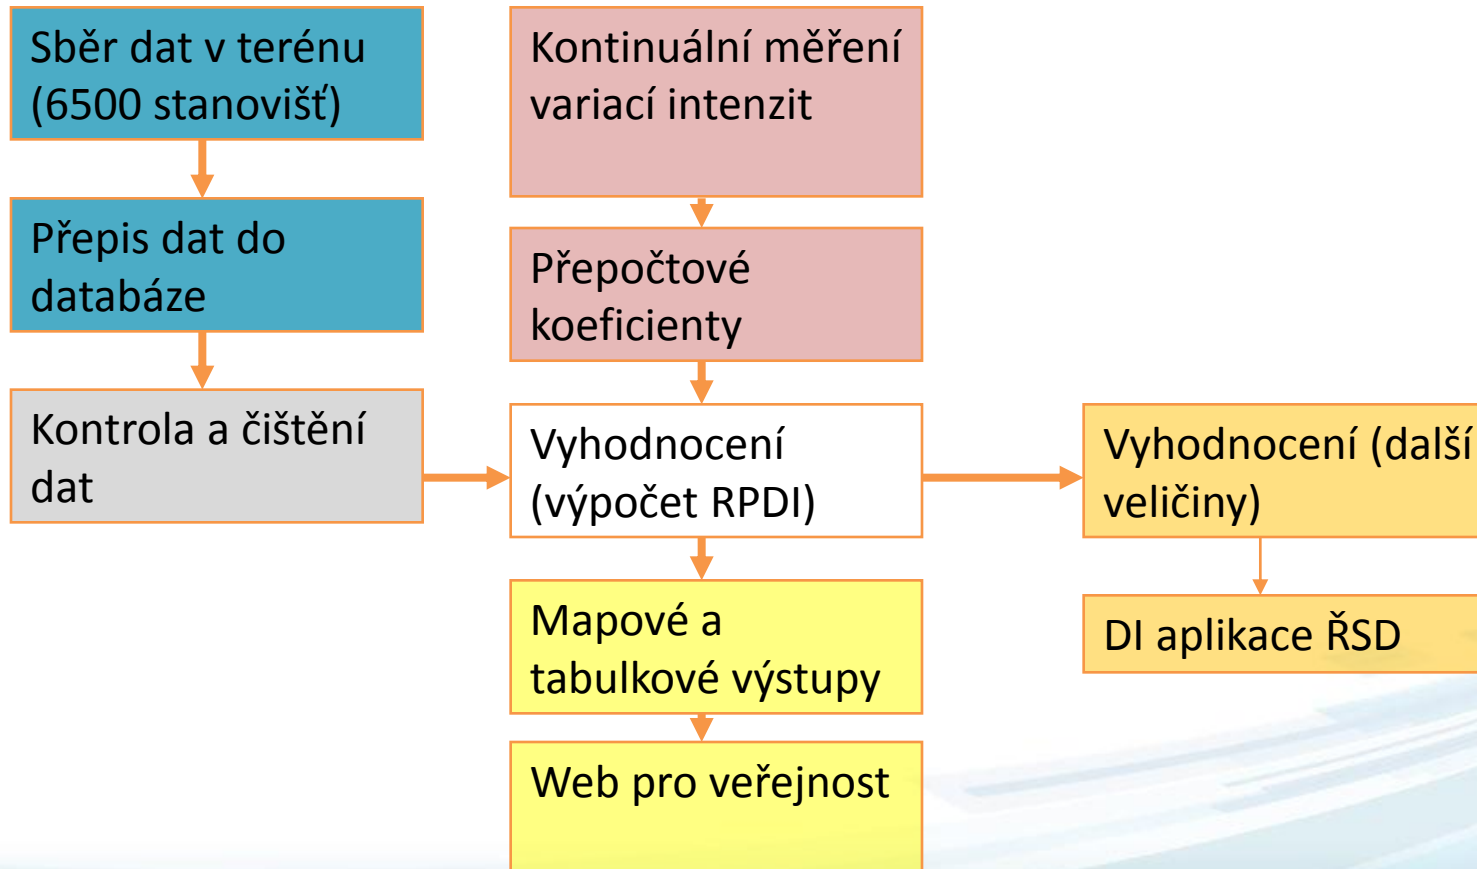 Sběr dat v terénu
(6500 stanovišť)
Přepis dat do
databáze
Kontrola a čištění
dat
Kontinuální měření
variací intenzit
Přepočtové
koeficienty
Vyhodnocení
(výpočet RPDI)
Mapové a
tabulkové výstupy
Web pro veřejnost
Vyhodnocení (další
veličiny)
DI aplikace ŘSD